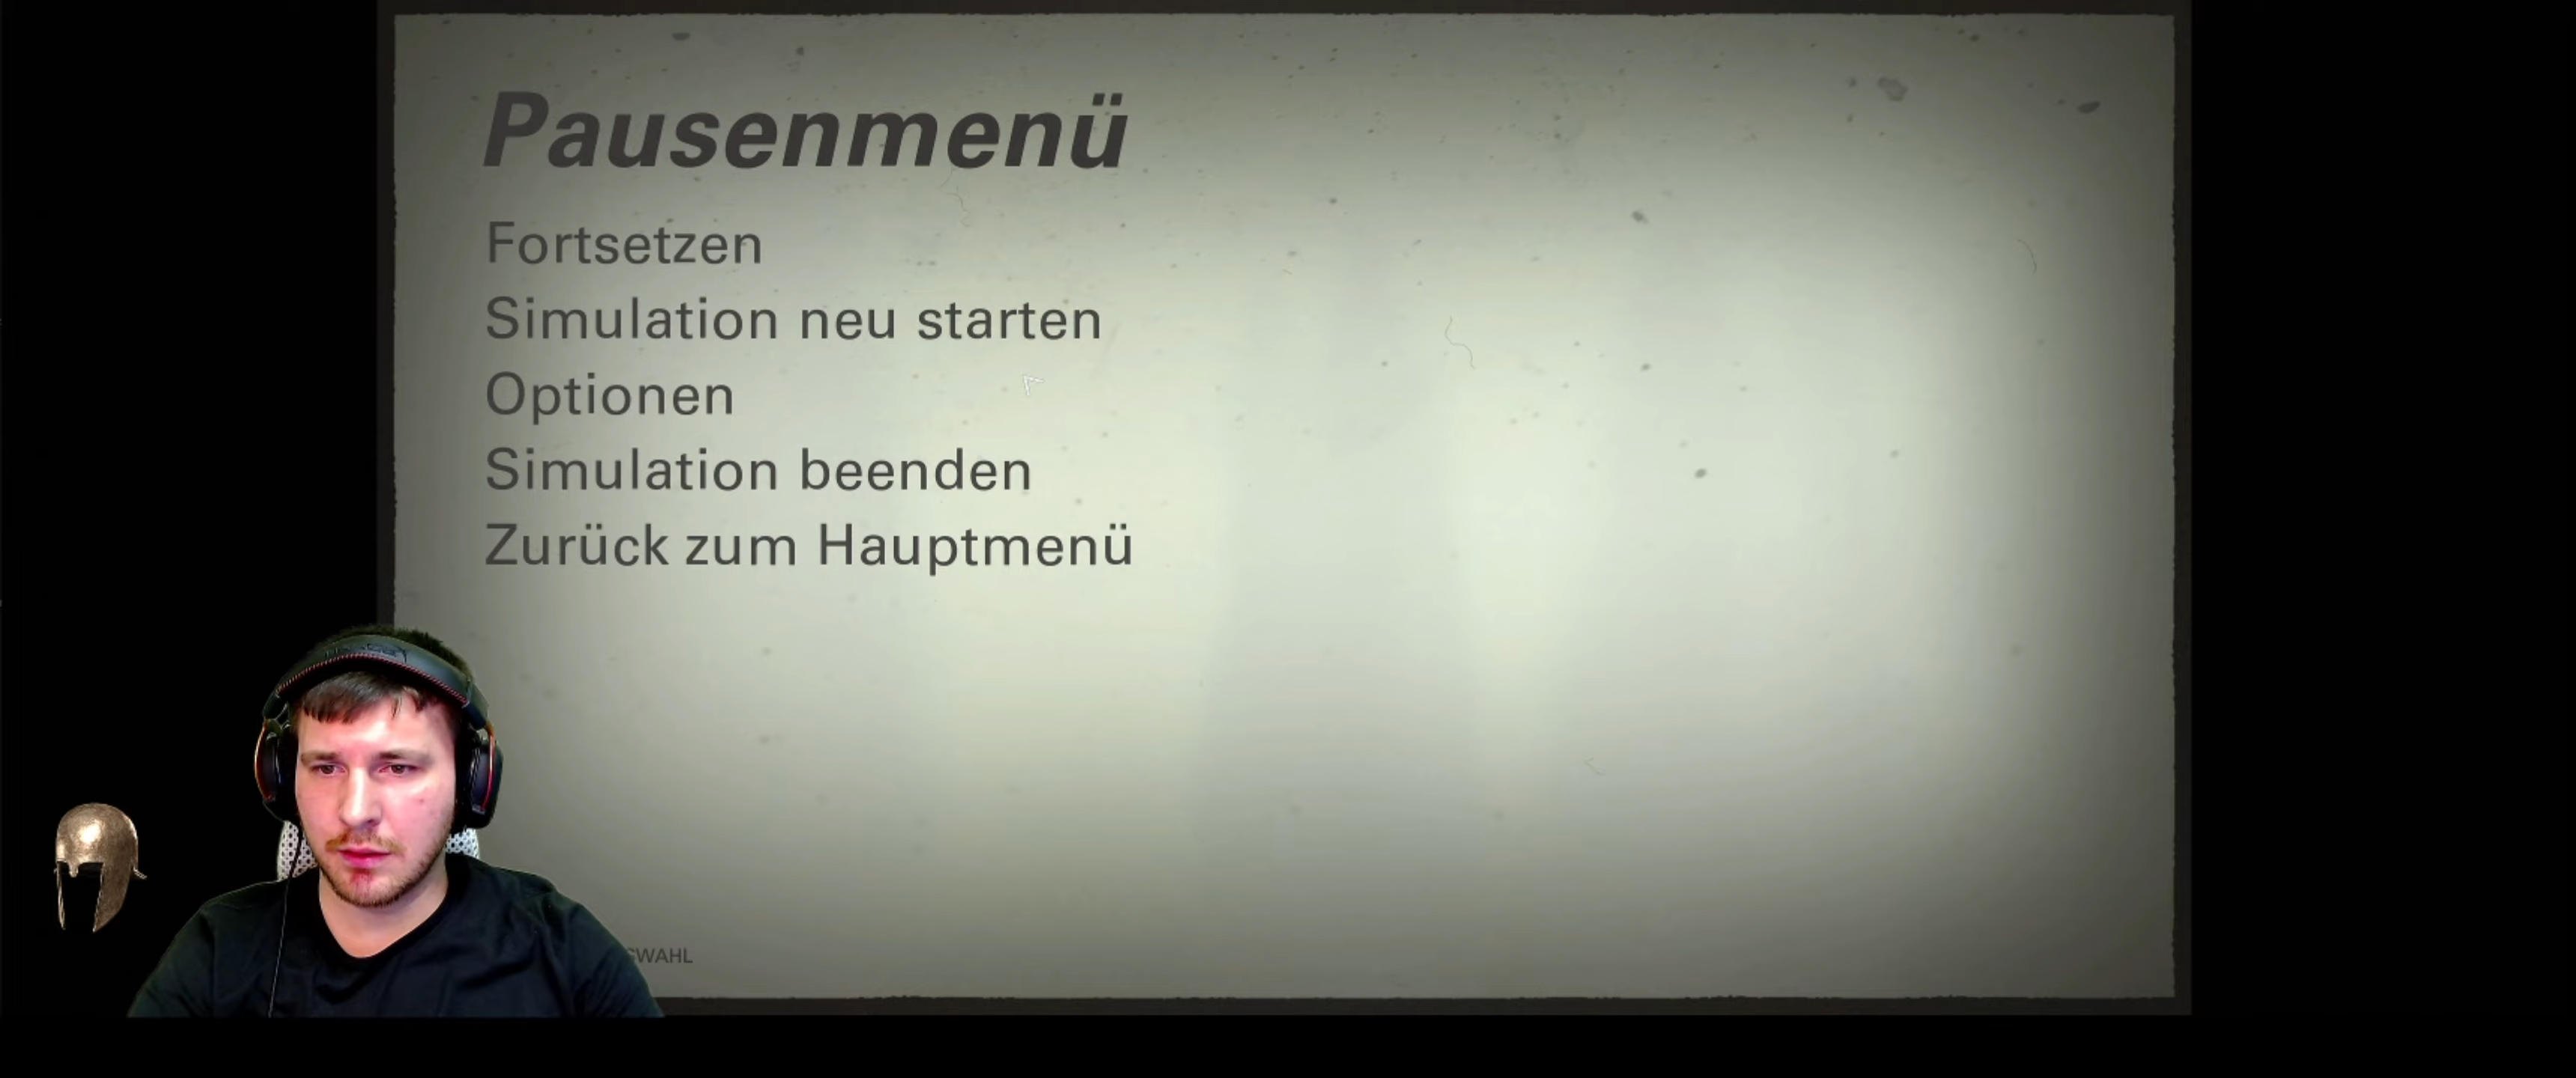 Pausenmenü
Fortsetzen
Simulation neu starten
Optionen
Simulation beenden
Zurück zum Hauptmenü